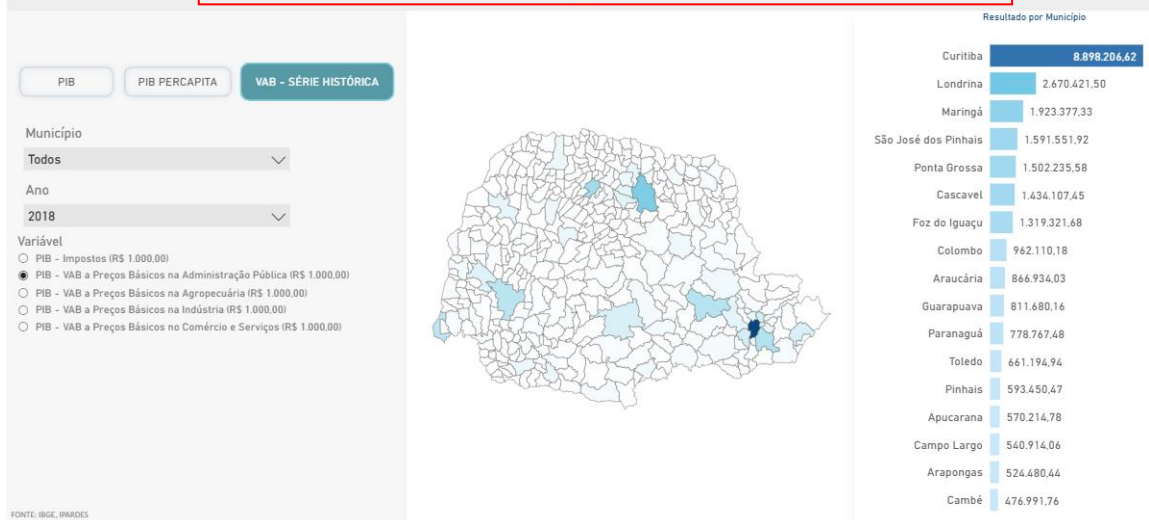 PIB
PIB PERCAPITA
VAB - SÉRIE HISTÓRICA
Município
Todos
Ano
2018
Variável
PIB - Impostos (R$ 1.000,00)
PIB - VAB a Preços Básicos na Administração Pública (R$ 1.000,00)
PIB - VAB a Preços Básicos na Agropecuária (R$ 1.000,00)
PIB - VAB a Preços Básicos na Indústria (R$ 1.000,00)
PIB - VAB a Preços Básicos no Comércio e Serviços (R$ 1.000,00)
FONTE: IBGE, IPARDES
Resultado por Município
Curitiba 8.898.206,62
Londrina 2.670.421,50
Maringá 1.923.377,33
São José dos Pinhais 1.591.551,92
Ponta Grossa 1.502.235,58
Cascavel 1.434.107,45
Foz do Iguaçu 1.319.321,68
Colombo 962.110,18
Araucária 866.934,03
Guarapuava 811.680,16
Paranaguá 778.767,48
Toledo 661.194,94
Pinhais 593.450,47
Apucarana 570.214,78
Campo Largo 540.914,06
Arapongas 524.480,44
Cambé 476.991,76